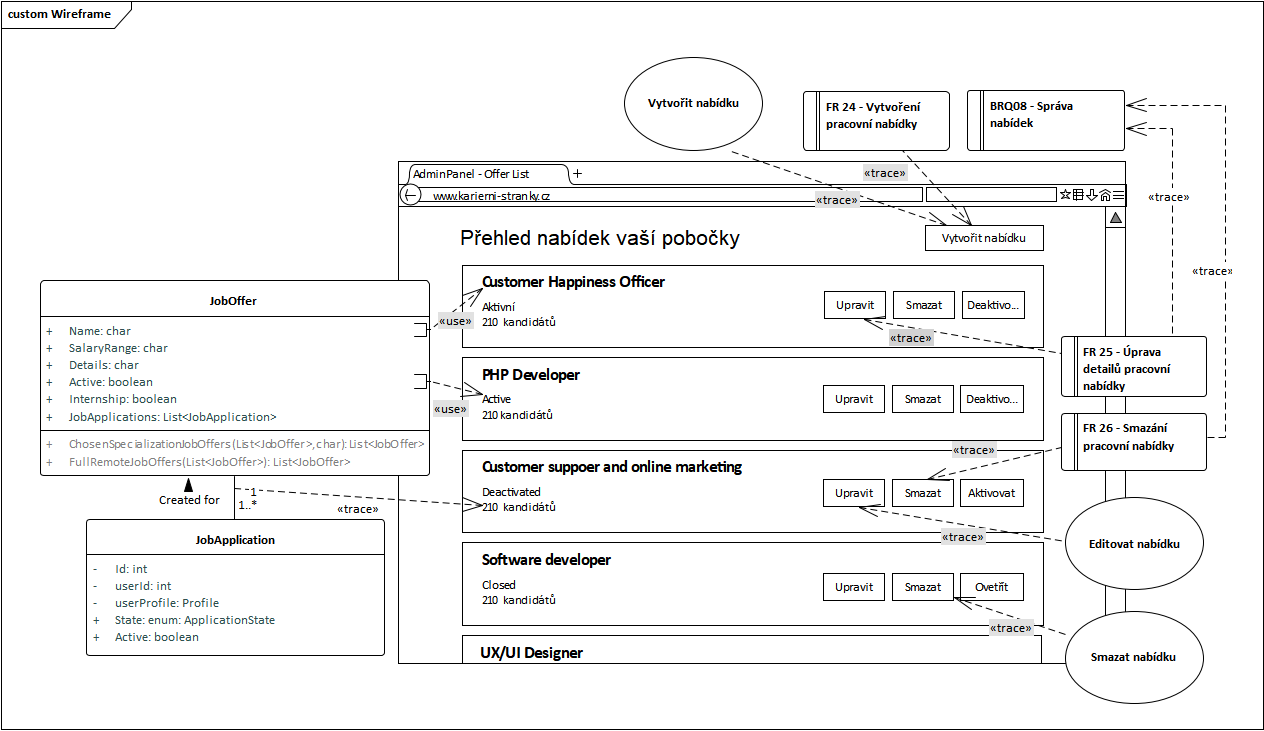 custom Wireframe
Vytvořit nabídku
FR 24 - Vytvoření
pracovní nabídky
BRQ08 - Správa
nabídek
AdminPanel - Offer List
+
«trace»
www.karierni-stranky.cz
«trace»
«trace»
Přehled nabídek vaší pobočky
Vytvořit nabídku
«trace»
Customer Happiness Officer
Aktivní
210 kandidátů
Upravit
Smazat
Deaktivo...
«use»
«trace»
JobOffer
+ Name: char
+ SalaryRange: char
+ Details: char
+ Active: boolean
+ Internship: boolean
+ JobApplications: List<JobApplication>
+ ChosenSpecializationJobOffers(List<JobOffer>,char): List<JobOffer>
+ FullRemoteJobOffers(List<JobOffer>): List<JobOffer>
FR 25 - Úprava
detailů pracovní
nabídky
PHP Developer
Active
210 kandidátů
Upravit
Smazat
Deaktivo...
«use»
FR 26 - Smazání
pracovní nabídky
«trace»
Customer suppoer and online marketing
Deactivated
210 kandidátů
Upravit
Smazat
Aktivovat
Created for
1
1..*
«trace»
«trace»
Editovat nabídku
JobApplication
- Id: int
- userId: int
- userProfile: Profile
+ State: enum: ApplicationState
+ Active: boolean
Software developer
Closed
210 kandidátů
Upravit
Smazat
Ovetřít
«trace»
Smazat nabídku
UX/UI Designer